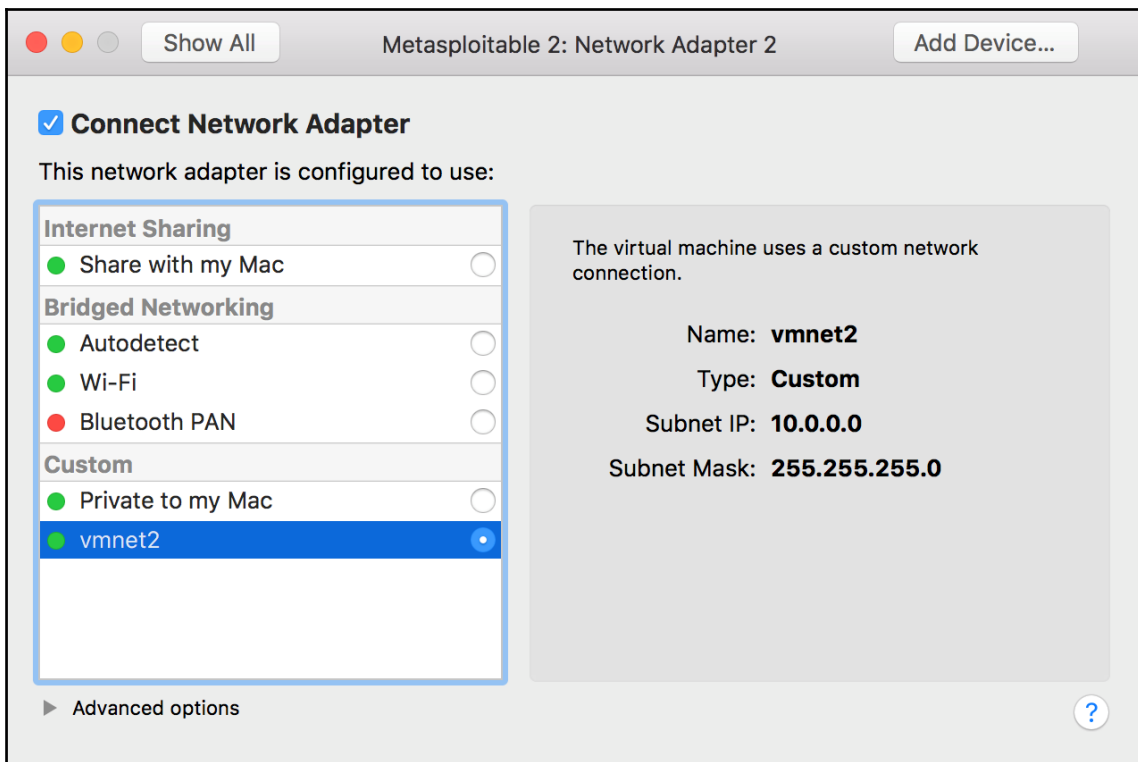 Show All
Metasploitable 2: Network Adapter 2
Add Device...
Connect Network Adapter
This network adapter is configured to use:
Internet Sharing
Share with my Mac
Bridged Networking
Autodetect
Wi-Fi
Bluetooth PAN
Custom
Private to my Mac
vmnet2
The virtual machine uses a custom network
connection.
Name: vmnet2
Type: Custom
Subnet IP: 10.0.0.0
Subnet Mask: 255.255.255.0
Advanced options
?